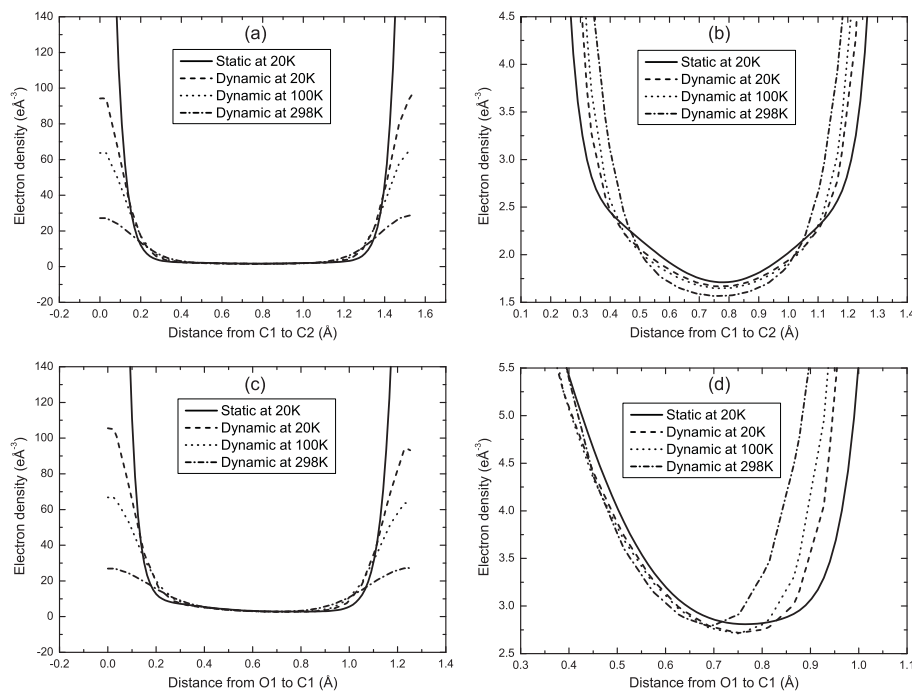 (a)
Static at 20K
Dynamic at 20K
Dynamic at 100K
Dynamic at 298K
Electron density (eÅ⁻³)
140
120
100
80
60
40
20
0
-20
-0.2 0.0 0.2 0.4 0.6 0.8 1.0 1.2 1.4 1.6
Distance from C1 to C2 (Å)
(b)
Static at 20K
Dynamic at 20K
Dynamic at 100K
Dynamic at 298K
Electron density (eÅ⁻³)
4.5
4.0
3.5
3.0
2.5
2.0
1.5
0.1 0.2 0.3 0.4 0.5 0.6 0.7 0.8 0.9 1.0 1.1 1.2 1.3 1.4
Distance from C1 to C2 (Å)
(c)
Static at 20K
Dynamic at 20K
Dynamic at 100K
Dynamic at 298K
Electron density (eÅ⁻³)
140
120
100
80
60
40
20
0
-20
-0.2 0.0 0.2 0.4 0.6 0.8 1.0 1.2 1.4
Distance from O1 to C1 (Å)
(d)
Static at 20K
Dynamic at 20K
Dynamic at 100K
Dynamic at 298K
Electron density (eÅ⁻³)
5.5
5.0
4.5
4.0
3.5
3.0
2.5
0.3 0.4 0.5 0.6 0.7 0.8 0.9 1.0 1.1
Distance from O1 to C1 (Å)